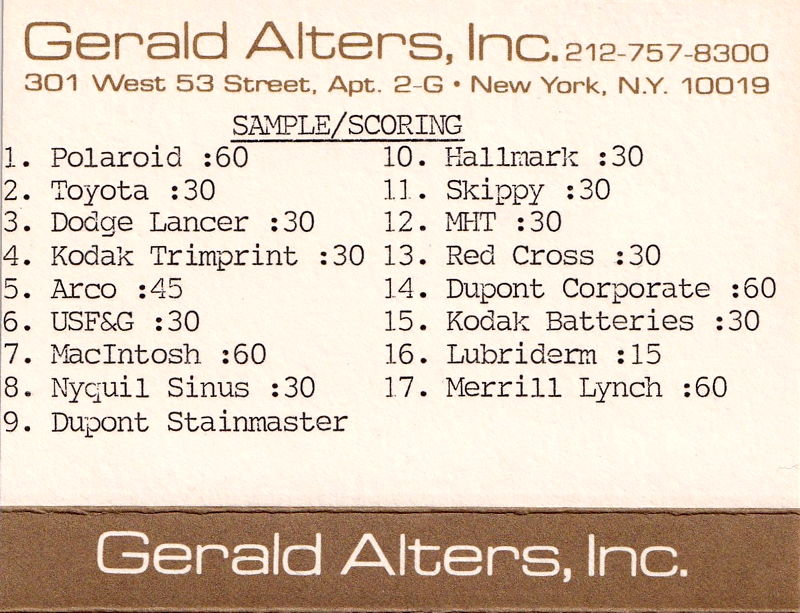 Gerald Alters, Inc. 212-757-8300
301 West 53 Street, Apt. 2-G • New York, N.Y. 10019
SAMPLE/SCORING
1. Polaroid :60
2. Toyota :30
3. Dodge Lancer :30
4. Kodak Trimprint :30
5. Arco :45
6. USF&G :30
7. MacIntosh :60
8. Nyquil Sinus :30
9. Dupont Stainmaster
10. Hallmark :30
11. Skippy :30
12. MHT :30
13. Red Cross :30
14. Dupont Corporate :60
15. Kodak Batteries :30
16. Lubriderm :15
17. Merrill Lynch :60
Gerald Alters, Inc.